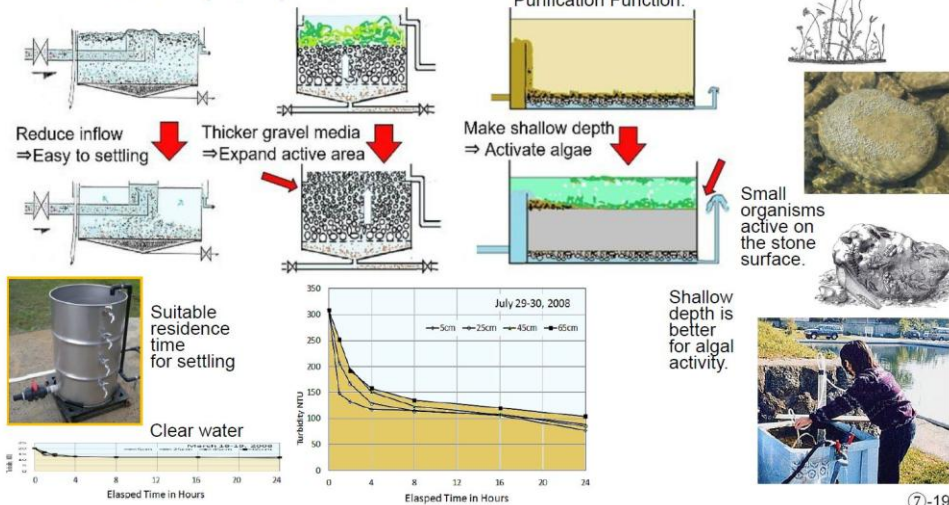 Purification Function.
Reduce inflow
⇒Easy to settling
Thicker gravel media
⇒Expand active area
Make shallow depth
⇒ Activate algae
Small
organisms
active on
the stone
surface.
Suitable
residence
time
for settling
Shallow
depth is
better
for algal
activity.
July 29-30, 2008
5cm 25cm 45cm 65cm
Turbidity NTU
350
300
250
200
150
100
50
0
0 4 8 12 16 20 24
Elasped Time in Hours
Clear water
0 4 8 12 16 20 24
Elasped Time in Hours
⑦-19